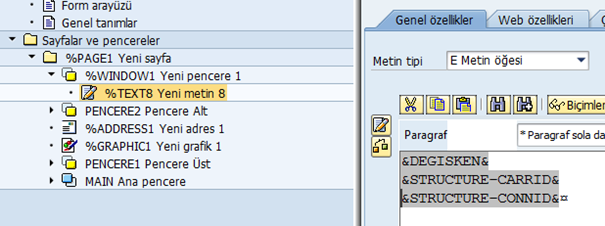 Form arayüzü
Genel tanımlar
Sayfalar ve pencereler
%PAGE1 Yeni sayfa
%WINDOW1 Yeni pencere 1
%TEXT8 Yeni metin 8
PENCERE2 Pencere Alt
%ADDRESS1 Yeni adres 1
%GRAPHIC1 Yeni grafik 1
PENCERE1 Pencere Üst
MAIN Ana pencere
Genel özellikler
Web özellikleri
Metin tipi
E Metin öğesi
Biçimle
Paragraf
* Paragraf sola da
&DEGISKEN&
&STRUCTURE-CARRID&
&STRUCTURE-CONNID&¤